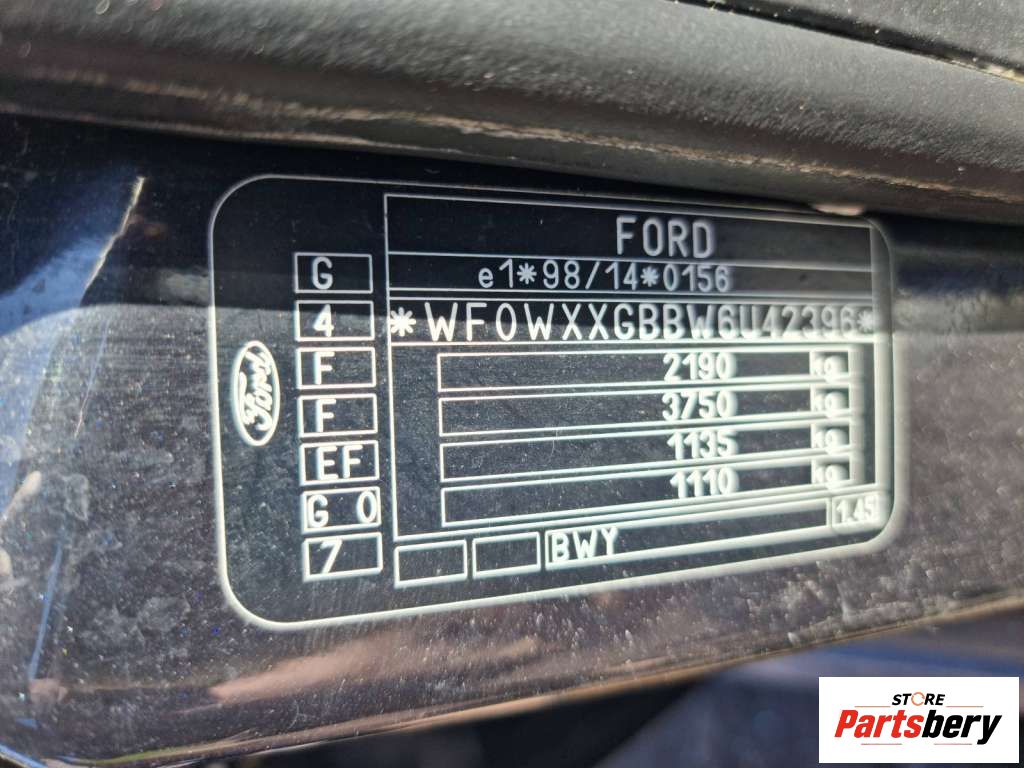 FORD
e1*98/14*0156
*WF0WXXGBBW6U42396*
2190 kg
3750 kg
1135 kg
1110 kg
G
4
F
F
EF
G 0
7
BWY
1.45
Ford
STORE
Partsbery